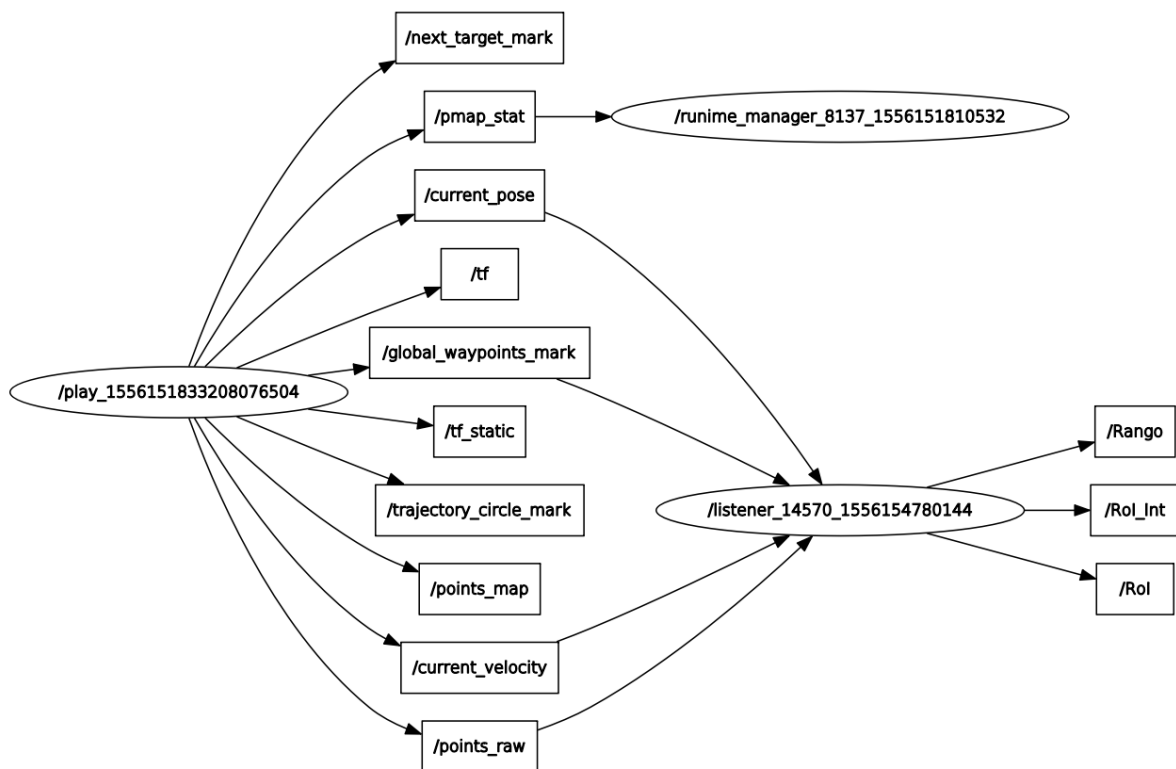 /next_target_mark
/pmap_stat
/runime_manager_8137_1556151810532
/current_pose
/tf
/global_waypoints_mark
/play_1556151833208076504
/tf_static
/Rango
/trajectory_circle_mark
/listener_14570_1556154780144
/RoI_Int
/points_map
/RoI
/current_velocity
/points_raw